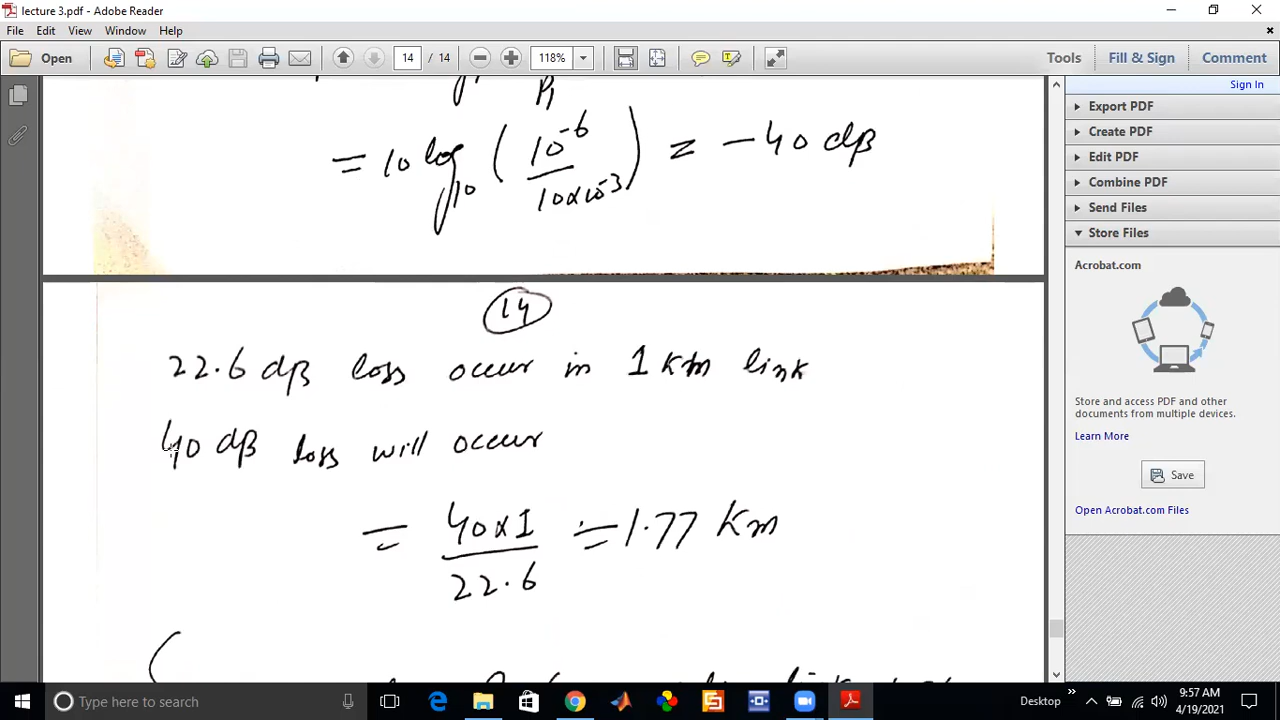 lecture 3.pdf - Adobe Reader
File Edit View Window Help
Open 14 / 14 118% Tools Fill & Sign Comment
Sign In
Export PDF
Create PDF
Edit PDF
Combine PDF
Send Files
Store Files
Acrobat.com
Store and access PDF and other
documents from multiple devices.
Learn More
Save
Open Acrobat.com Files
P1
= 10 log10 (10^-6 / 10x10^-3) = -40 dB
14
22.6 dB loss occur in 1 km link
40 dB loss will occur
= 40x1 / 22.6 = 1.77 Km
Type here to search
Desktop
9:57 AM
4/19/2021